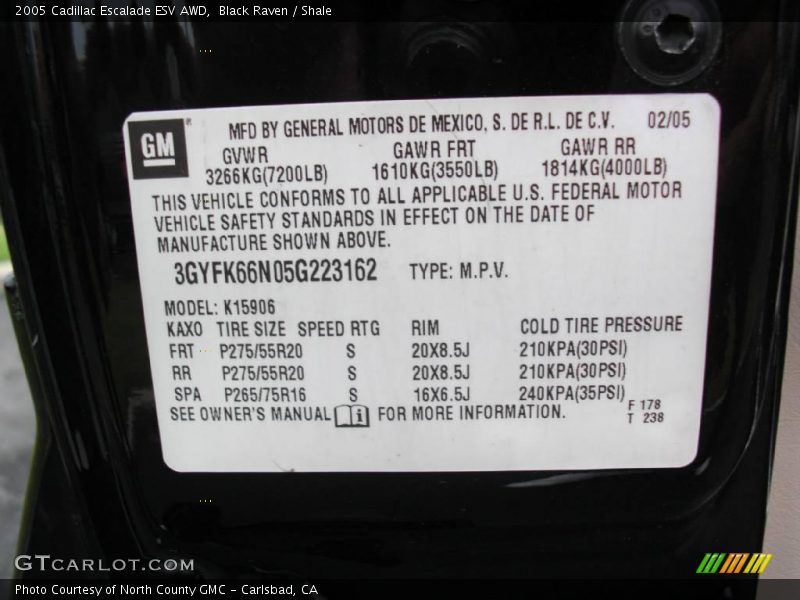 2005 Cadillac Escalade ESV AWD,  Black Raven / Shale
GM® MFD BY GENERAL MOTORS DE MEXICO, S. DE R.L. DE C.V. 02/05
GVWR GAWR FRT GAWR RR
3266KG(7200LB) 1610KG(3550LB) 1814KG(4000LB)
THIS VEHICLE CONFORMS TO ALL APPLICABLE U.S. FEDERAL MOTOR
VEHICLE SAFETY STANDARDS IN EFFECT ON THE DATE OF
MANUFACTURE SHOWN ABOVE.
3GYFK66N05G223162 TYPE: M.P.V.
MODEL: K15906
KAXO TIRE SIZE SPEED RTG RIM COLD TIRE PRESSURE
FRT P275/55R20 S 20X8.5J 210KPA(30PSI)
RR P275/55R20 S 20X8.5J 210KPA(30PSI)
SPA P265/75R16 S 16X6.5J 240KPA(35PSI)
SEE OWNER'S MANUAL i FOR MORE INFORMATION.
F 178
T 238
GTCARLOT.COM
Photo Courtesy of North County GMC - Carlsbad, CA